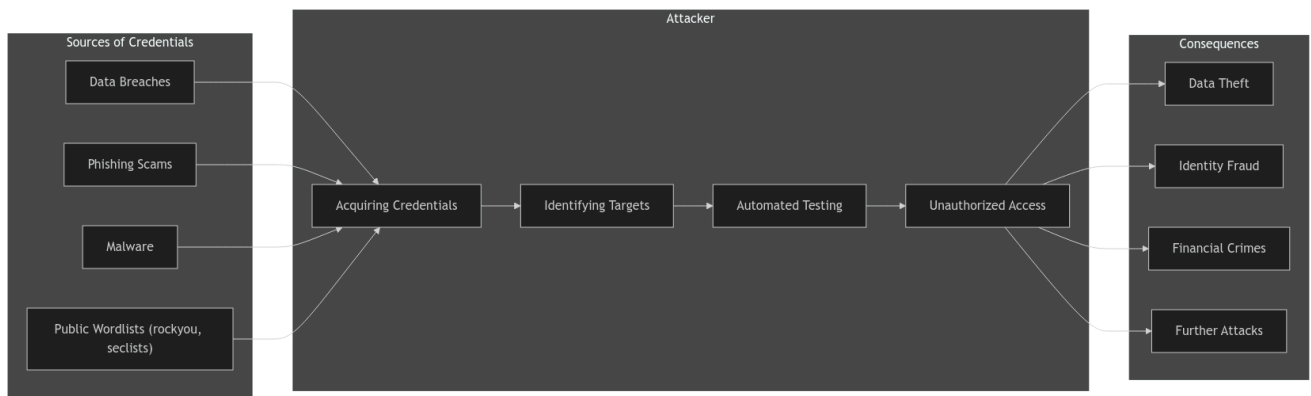 Sources of Credentials
Data Breaches
Phishing Scams
Malware
Public Wordlists (rockyou,
seclists)
Attacker
Acquiring Credentials
Identifying Targets
Automated Testing
Unauthorized Access
Consequences
Data Theft
Identity Fraud
Financial Crimes
Further Attacks